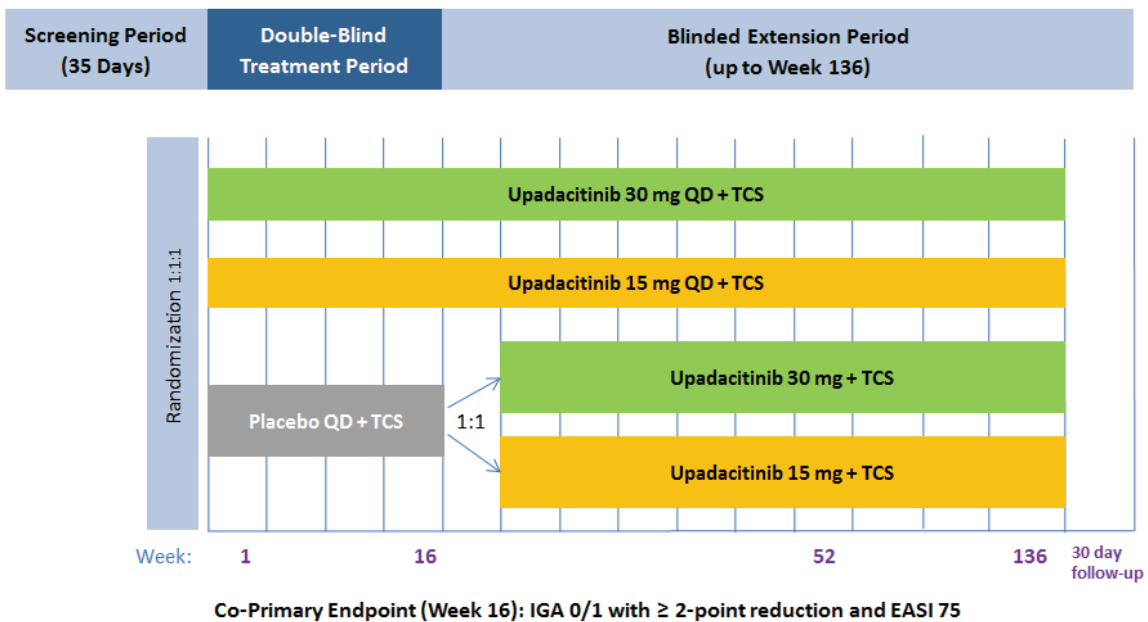 Screening Period
(35 Days)
Double-Blind
Treatment Period
Blinded Extension Period
(up to Week 136)
Randomization 1:1:1
Upadacitinib 30 mg QD + TCS
Upadacitinib 15 mg QD + TCS
Placebo QD + TCS
1:1
Upadacitinib 30 mg + TCS
Upadacitinib 15 mg + TCS
Week: 1 16 52 136 30 day
follow-up
Co-Primary Endpoint (Week 16): IGA 0/1 with ≥ 2-point reduction and EASI 75